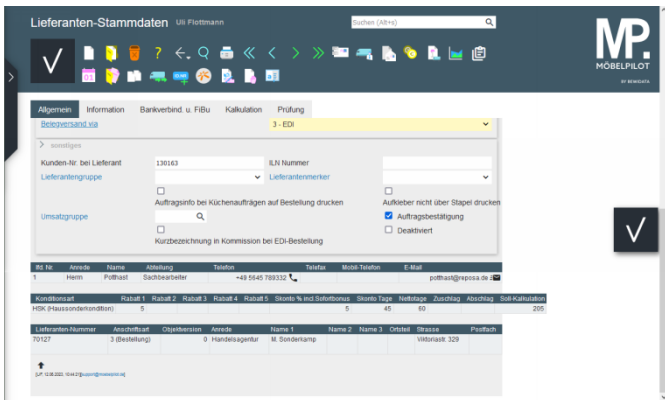 Lieferanten-Stammdaten Uli Flottmann
Suchen (Alt+s)
MP.
MÖBELPILOT
BY BEMEDATA
Allgemein Information Bankverbind. u. FiBu Kalkulation Prüfung
Belegversand via 3 - EDI
sonstiges
Kunden-Nr. bei Lieferant 130163 ILN Nummer
Lieferantengruppe Lieferantenmerker
Auftragsinfo bei Küchenaufträgen auf Bestellung drucken Aufkleber nicht über Stapel drucken
Umsatzgruppe Auftragsbestätigung
Deaktiviert
Kurzbezeichnung in Kommission bei EDI-Bestellung
lfd. Nr. Anrede Name Abteilung Telefon Telefax Mobil-Telefon E-Mail
1 Herrn Potthast Sachbearbeiter +49 5645 789332 potthast@reposa.de
Konditionsart Rabatt 1 Rabatt 2 Rabatt 3 Rabatt 4 Rabatt 5 Skonto % incl.Sofortbonus Skonto Tage Nettotage Zuschlag Abschlag Soll-Kalkulation
HSK (Haussonderkondition) 5 5 45 60 205
Lieferanten-Nummer Anschriftsart Objektversion Anrede Name 1 Name 2 Name 3 Ortsteil Strasse Postfach
70127 3 (Bestellung) 0 Handelsagentur M. Sonderkamp Viktoriastr. 329